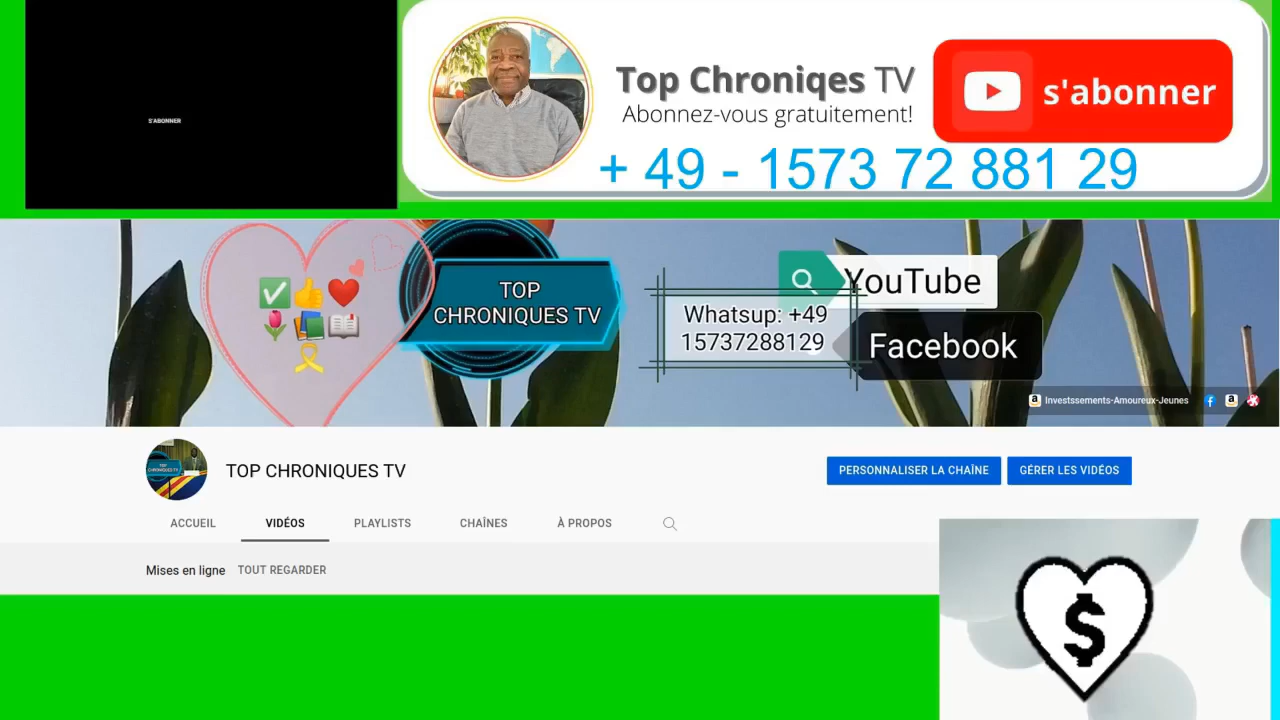 S'ABONNER
Top Chroniqes TV
Abonnez-vous gratuitement!
s'abonner
+ 49 - 1573 72 881 29
TOP
CHRONIQUES TV
YouTube
Whatsup: +49
15737288129
Facebook
Investssements-Amoureux-Jeunes
TOP CHRONIQUES TV
PERSONNALISER LA CHAÎNE
GÉRER LES VIDÉOS
ACCUEIL VIDÉOS PLAYLISTS CHAÎNES À PROPOS
Mises en ligne TOUT REGARDER
$